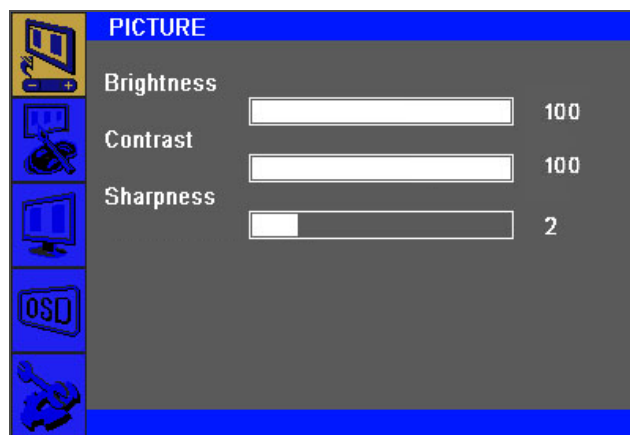 PICTURE
Brightness
100
Contrast
100
Sharpness
2
OSD